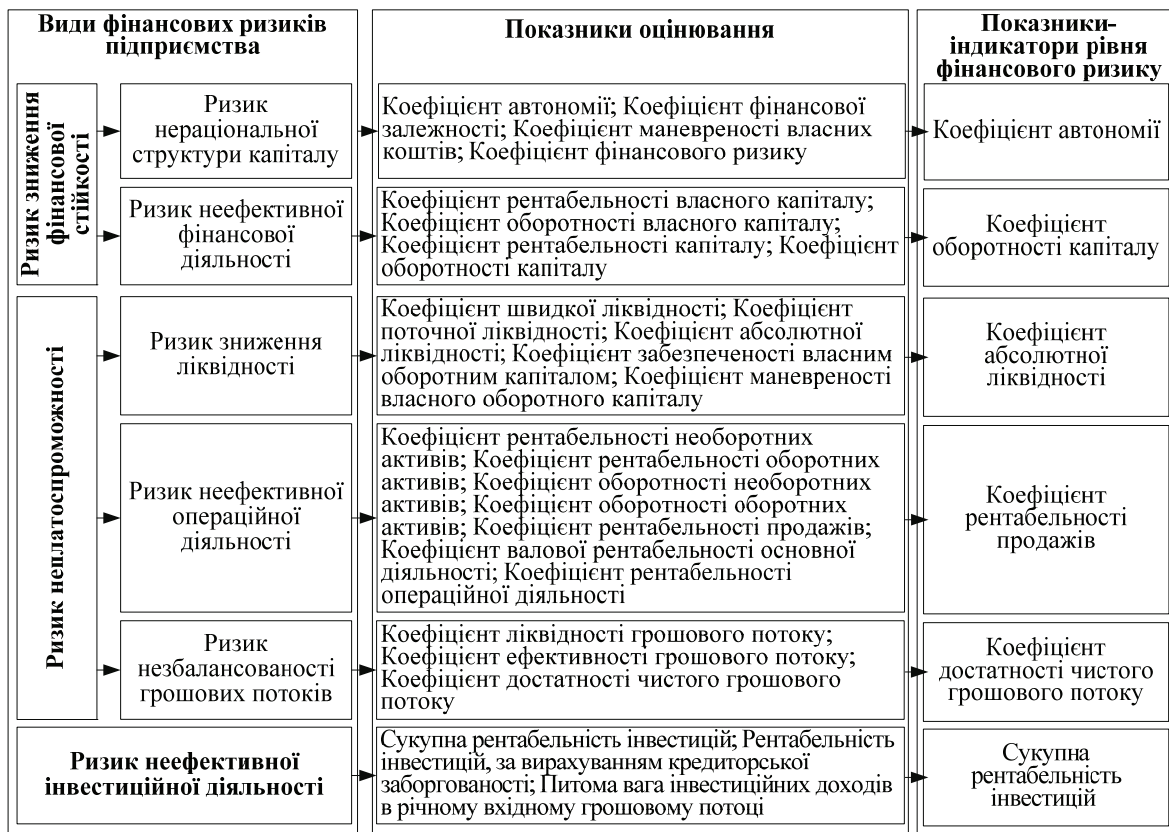 Види фінансових ризиків
підприємства
Показники оцінювання
Показники-
індикатори рівня
фінансового ризику
Ризик зниження
фінансової
стійкості
Ризик
нераціональної
структури капіталу
Коефіцієнт автономії; Коефіцієнт фінансової
залежності; Коефіцієнт маневреності власних
коштів; Коефіцієнт фінансового ризику
Коефіцієнт автономії
Ризик неефективної
фінансової
діяльності
Коефіцієнт рентабельності власного капіталу;
Коефіцієнт оборотності власного капіталу;
Коефіцієнт рентабельності капіталу; Коефіцієнт
оборотності капіталу
Коефіцієнт
оборотності капіталу
Ризик неплатоспроможності
Ризик зниження
ліквідності
Коефіцієнт швидкої ліквідності; Коефіцієнт
поточної ліквідності; Коефіцієнт абсолютної
ліквідності; Коефіцієнт забезпеченості власним
оборотним капіталом; Коефіцієнт маневреності
власного оборотного капіталу
Коефіцієнт
абсолютної
ліквідності
Ризик неефективної
операційної
діяльності
Коефіцієнт рентабельності необоротних
активів; Коефіцієнт рентабельності оборотних
активів; Коефіцієнт оборотності необоротних
активів; Коефіцієнт оборотності оборотних
активів; Коефіцієнт рентабельності продажів;
Коефіцієнт валової рентабельності основної
діяльності; Коефіцієнт рентабельності
операційної діяльності
Коефіцієнт
рентабельності
продажів
Ризик
незбалансованості
грошових потоків
Коефіцієнт ліквідності грошового потоку;
Коефіцієнт ефективності грошового потоку;
Коефіцієнт достатності чистого грошового
потоку
Коефіцієнт
достатності чистого
грошового потоку
Ризик неефективної
інвестиційної діяльності
Сукупна рентабельність інвестицій; Рентабельність
інвестицій, за вирахуванням кредиторської
заборгованості; Питома вага інвестиційних доходів
в річному вхідному грошовому потоці
Сукупна
рентабельність
інвестицій